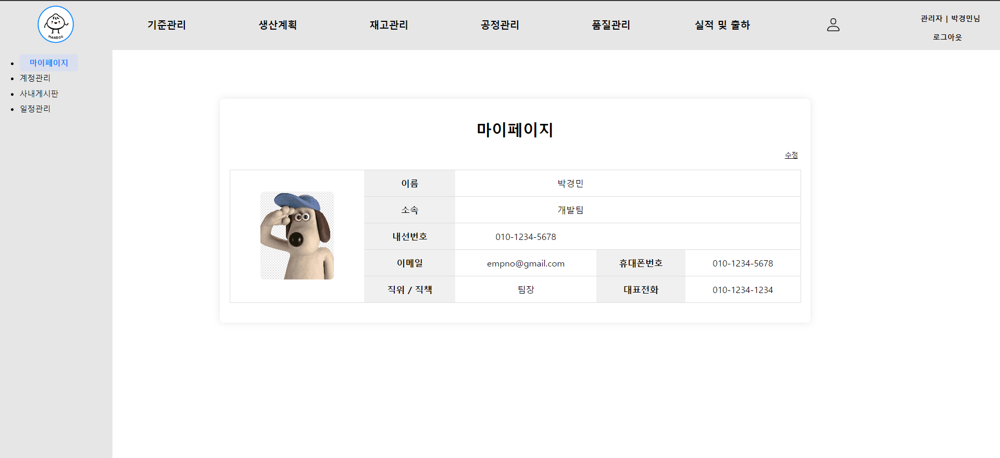 MANDOO
기준관리
생산계획
재고관리
공정관리
품질관리
실적 및 출하
관리자 | 박경민님
로그아웃
마이페이지
계정관리
사내게시판
일정관리
마이페이지
수정
이름 박경민
소속 개발팀
내선번호 010-1234-5678
이메일 empno@gmail.com 휴대폰번호 010-1234-5678
직위 / 직책 팀장 대표전화 010-1234-1234